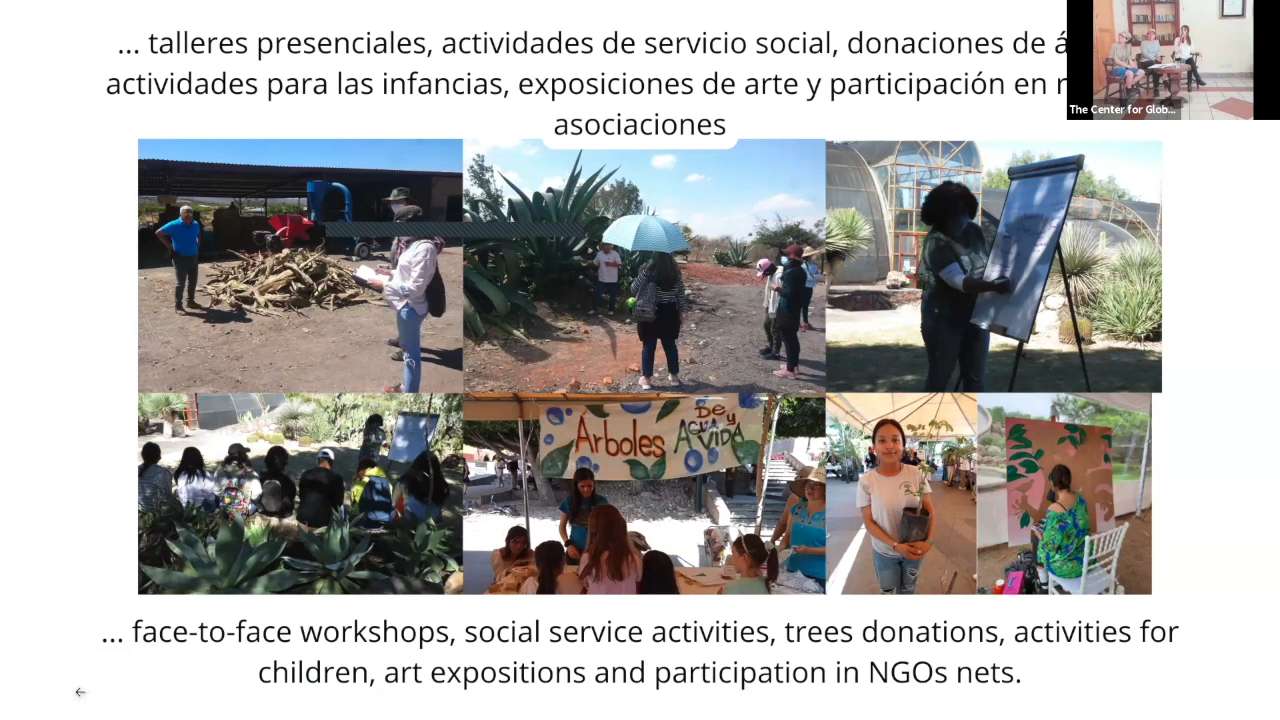 ... talleres presenciales, actividades de servicio social, donaciones de
actividades para las infancias, exposiciones de arte y participación en
asociaciones
The Center for Glob...
De y
Árboles AGUA VIDA
... face-to-face workshops, social service activities, trees donations, activities for
children, art expositions and participation in NGOs nets.